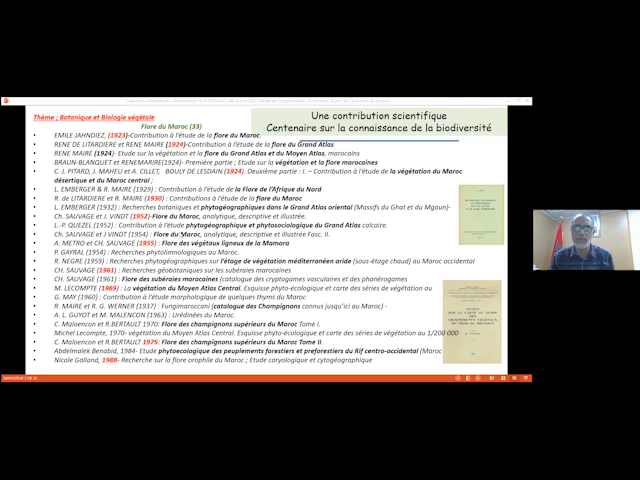 Une contribution scientifique
Centenaire sur la connaissance de la biodiversité
Thème ; Botanique et Biologie végétale
Flore du Maroc (33)
• EMILE JAHNDIEZ, (1923)-Contribution à l'étude de la flore du Maroc.
• RENE DE LITARDIERE et RENE MAIRE (1924)-Contribution à l'étude de la flore du Grand Atlas
• RENE MAIRE (1924) - Etude sur la végétation et la flore du Grand Atlas et du Moyen Atlas, marocains
• BRAUN-BLANQUET et RENEMARIRE(1924)- Première partie ; Etude sur la végétation et la flore marocaines
• C. J. PITARD, J. MAHEU et A. CILLET, BOULY DE LESDAIN (1924). Deuxième partie : I. – Contribution à l'étude de la végétation du Maroc
désertique et du Maroc central ;
• L. EMBERGER & R. MAIRE (1929) : Contribution à l'étude de la Flore de l'Afrique du Nord
• R. de LITARDIERE et R. MAIRE (1930) : Contributions à l'étude de la flore du Maroc
• L. EMBERGER (1932) : Recherches botaniques et phytogéographiques dans le Grand Atlas oriental (Massifs du Ghat et du Mgoun)-
• Ch. SAUVAGE et J. VINDT (1952)-Flore du Maroc, analytique, descriptive et illustrée.
• L.-P. QUEZEL (1952) : Contribution à l'étude phytogéographique et phytosociologique du Grand Atlas calcaire.
• Ch. SAUVAGE et J VINDT (1954) : Flore du Maroc, analytique, descriptive et illustrée Fasc. II.
• A. METRO et CH. SAUVAGE (1955) : Flore des végétaux ligneux de la Mamora
• P. GAYRAL (1954) : Recherches phytolimnologiques au Maroc.
• R. NEGRE (1959) : Recherches phytogéographiques sur l'étage de végétation méditerranéen aride (sous-étage chaud) au Maroc occidental
• CH. SAUVAGE (1961) : Recherches géobotaniques sur les subéraies marocaines
• CH. SAUVAGE (1961) : Flore des subéraies marocaines (catalogue des cryptogames vasculaires et des phanérogames
• M. LECOMPTE (1969) : La végétation du Moyen Atlas Central. Esquisse phyto-écologique et carte des séries de végétation au
• G. MAY (1960) : Contribution à l'étude morphologique de quelques thyms du Maroc
• R. MAIRE et R. G. WERNER (1937) : Fungimaroccani (catalogue des Champignons connus jusqu'ici au Maroc) -
• A. L. GUYOT et M. MALENCON (1963) : Urédinées du Maroc.
• C. Maloencon et R.BERTAULT 1970: Flore des champignons supérieurs du Maroc Tome I.
• Michel Lecompte, 1970- végétation du Moyen Atlas Central. Esquisse phyto-écologique et carte des séries de végétation au 1/200 000
• C. Maloencon et R.BERTAULT 1975: Flore des champignons supérieurs du Maroc Tome II.
• Abdelmalek Benabid, 1984- Etude phytoecologique des peuplements forestiers et preforestiers du Rif centro-occidental (Maroc
• Nicole Galland, 1988- Recherche sur la flore orophile du Maroc ; Etude caryologique et cytogéographique